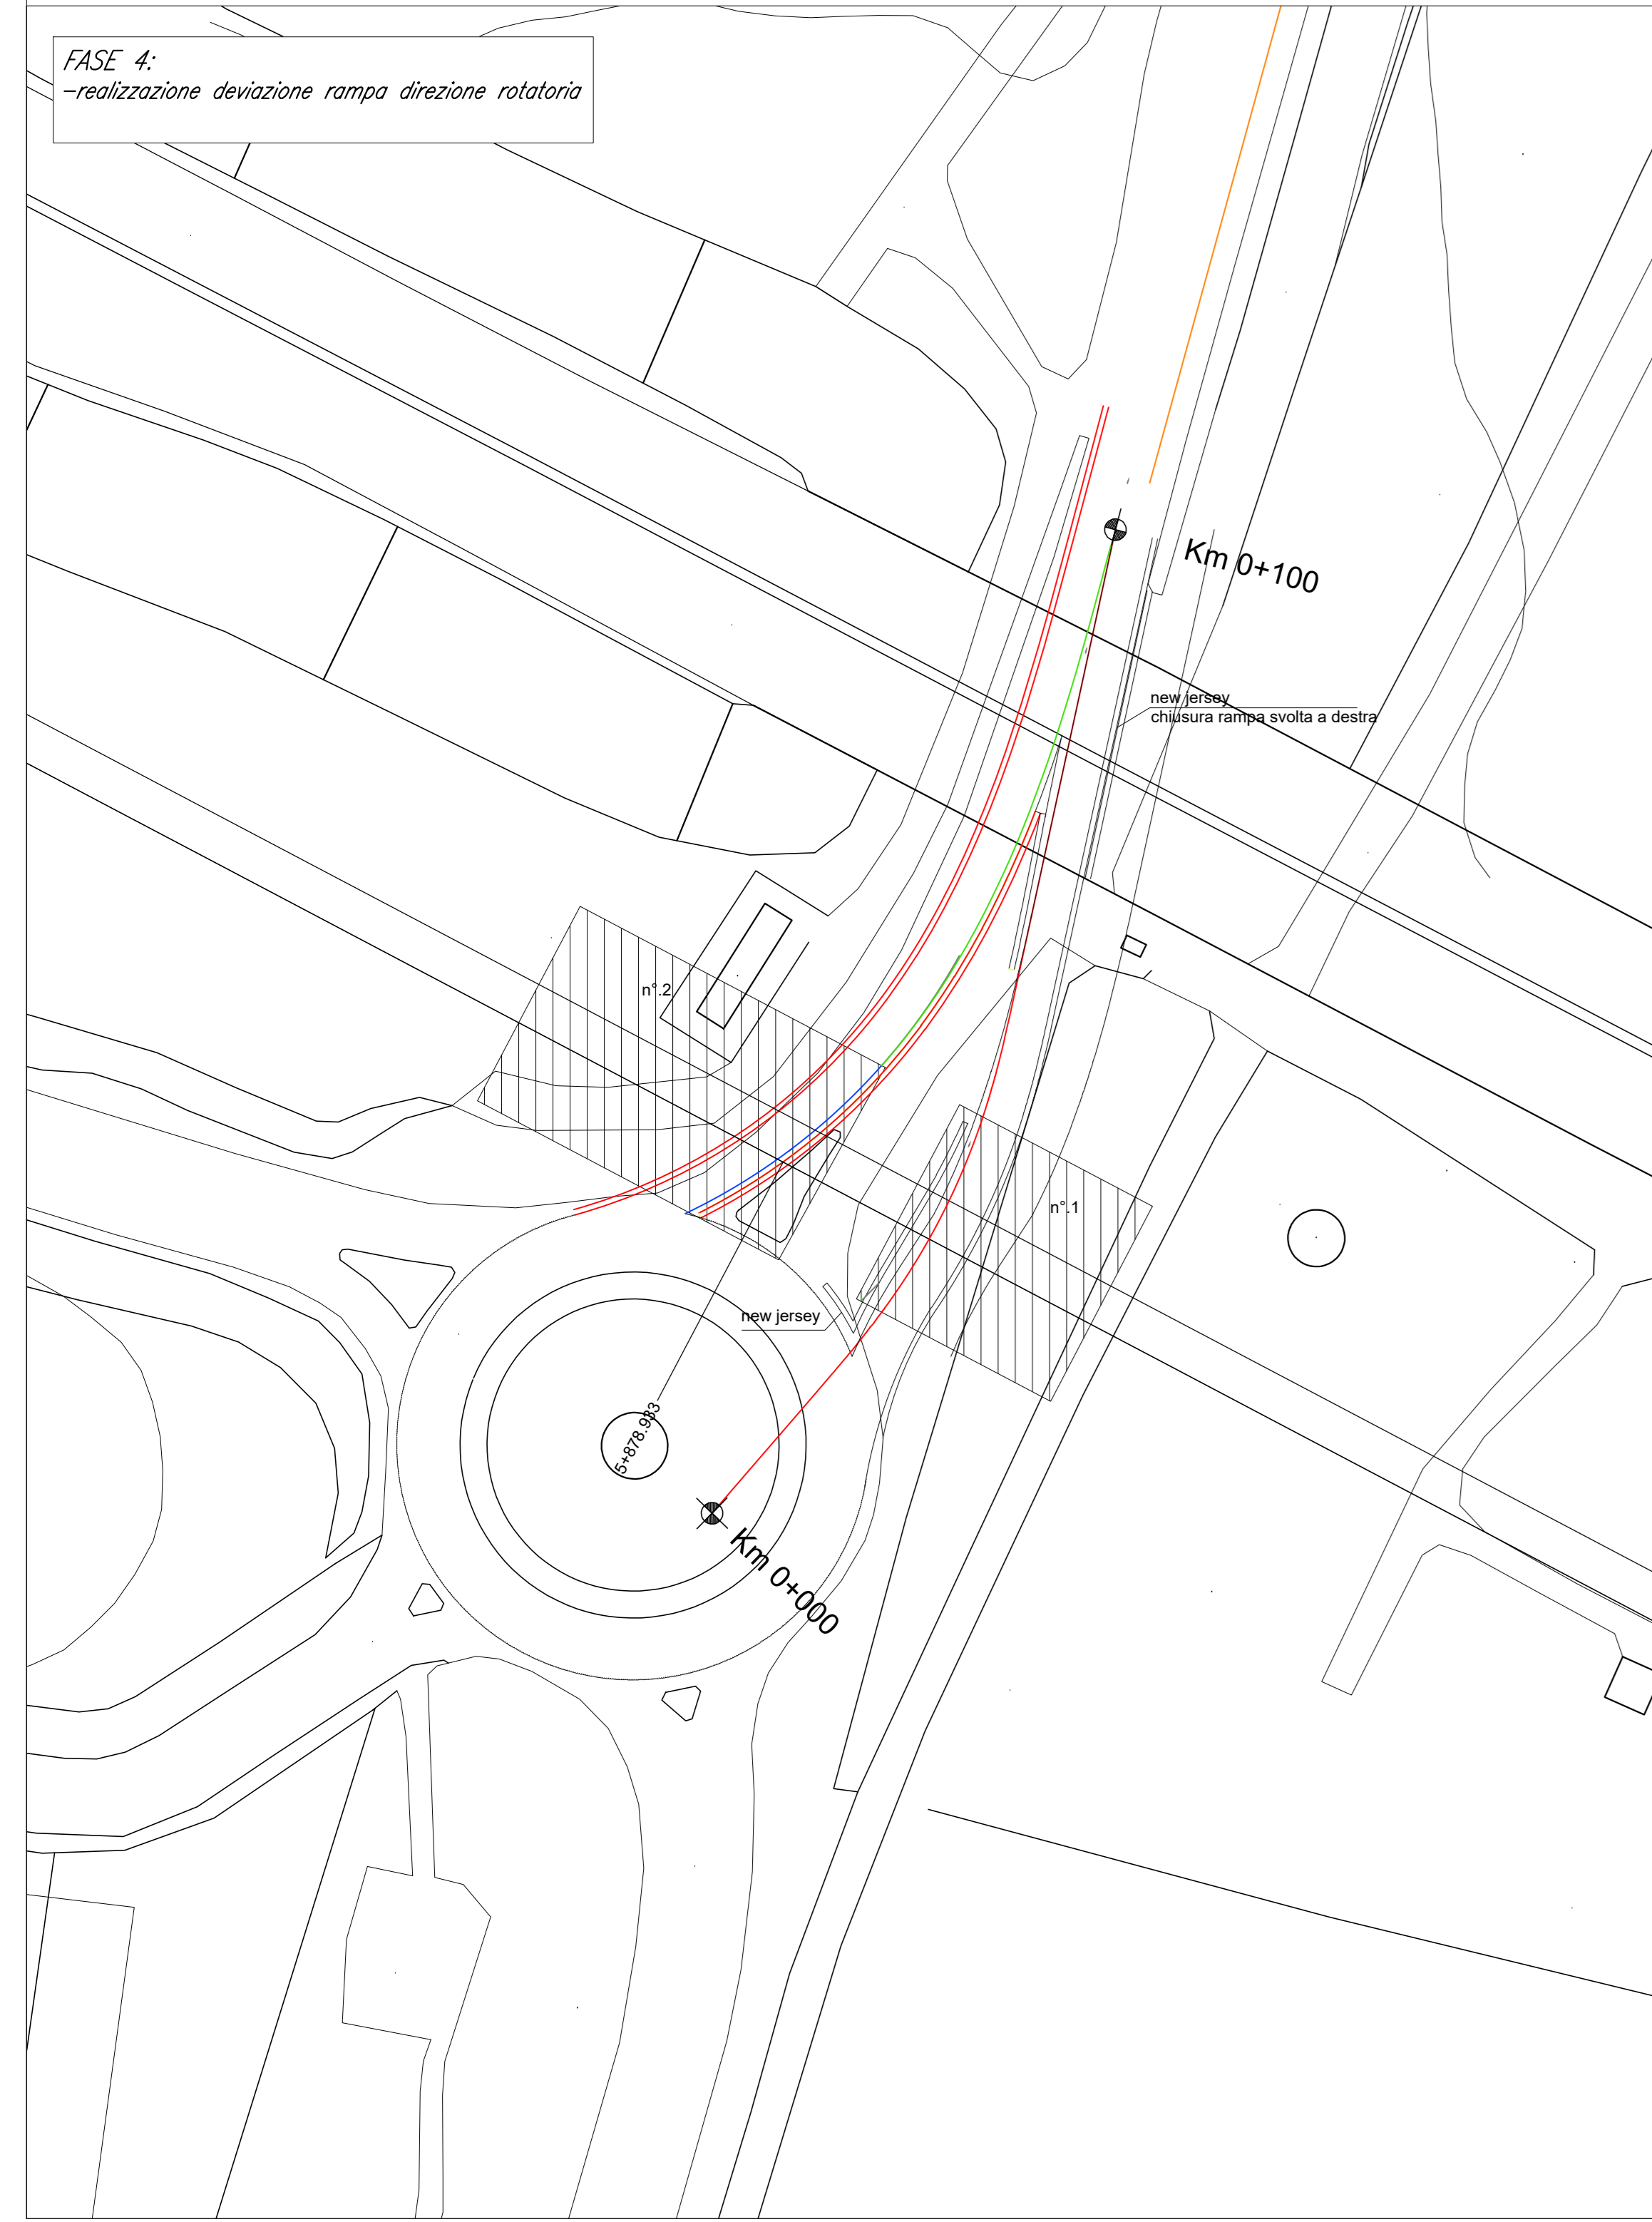 FASE 4:
-realizzazione deviazione rampa direzione rotatoria
Km 0+100
new jersey
chiusura rampa svolta a destra
n°.2
n°.1
new jersey
5+878.933
Km 0+000